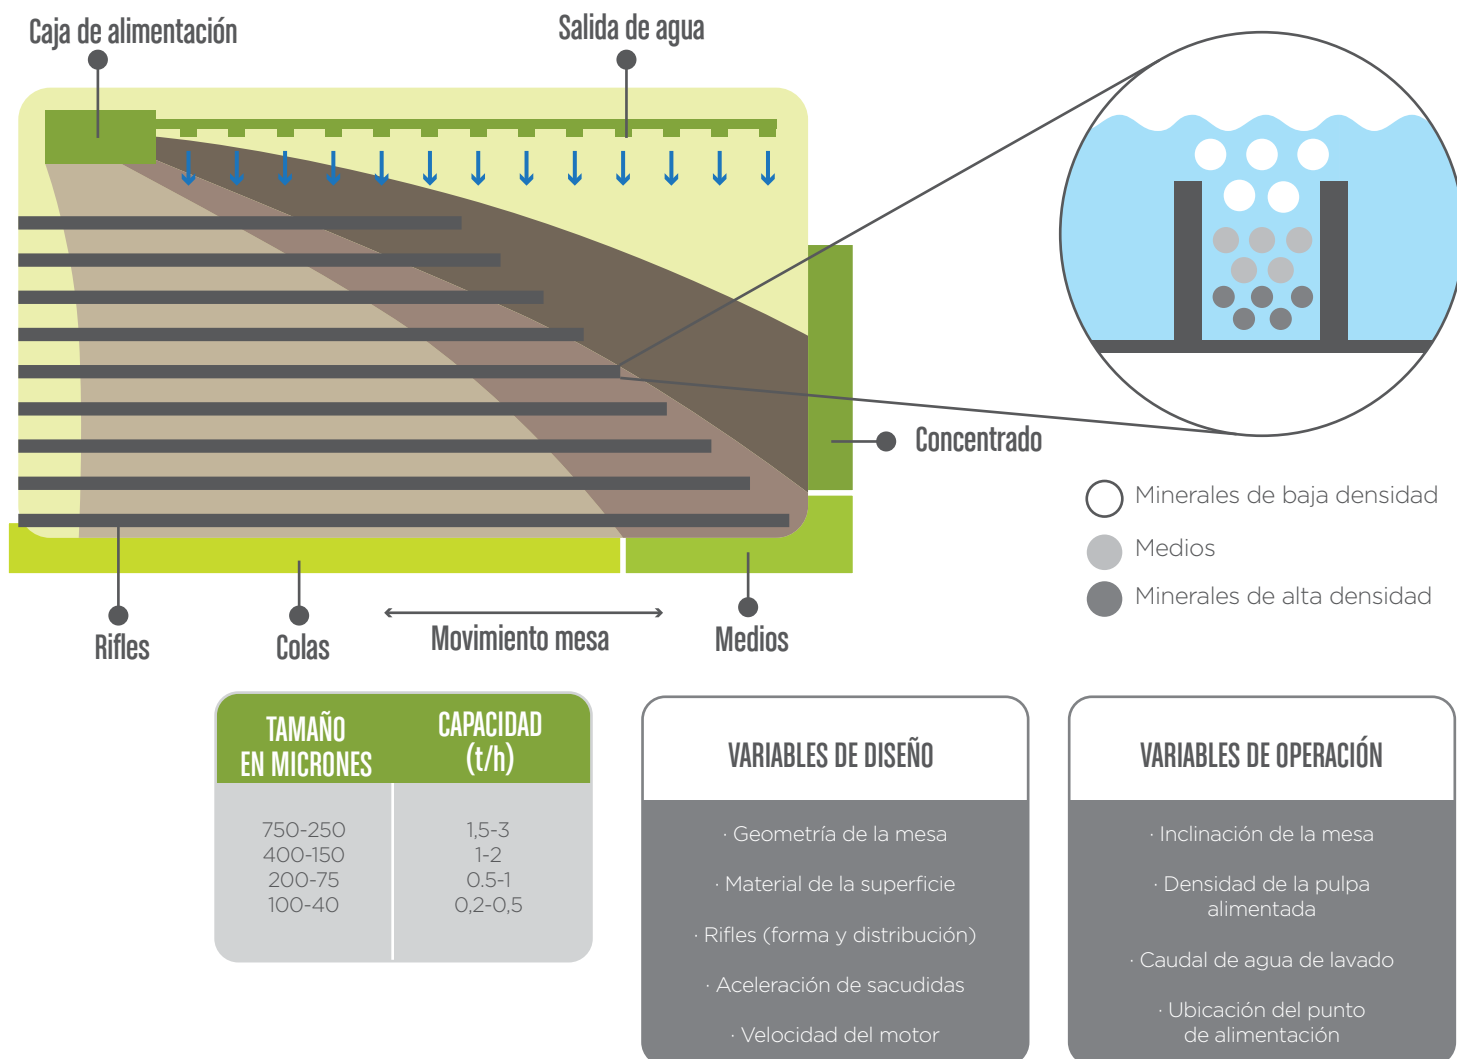 Caja de alimentación
Salida de agua
Concentrado
Minerales de baja densidad
Medios
Minerales de alta densidad
Rifles
Colas
Movimiento mesa
Medios
TAMAÑO
EN MICRONES
CAPACIDAD
(t/h)
750-250
1,5-3
400-150
1-2
200-75
0.5-1
100-40
0,2-0,5
VARIABLES DE DISEÑO
· Geometría de la mesa
· Material de la superficie
· Rifles (forma y distribución)
· Aceleración de sacudidas
· Velocidad del motor
VARIABLES DE OPERACIÓN
· Inclinación de la mesa
· Densidad de la pulpa
alimentada
· Caudal de agua de lavado
· Ubicación del punto
de alimentación